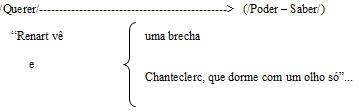 /Querer/--------------------------------------------------> (/Poder – Saber/)
“Renart vê uma brecha
e
Chanteclerc, que dorme com um olho só”...